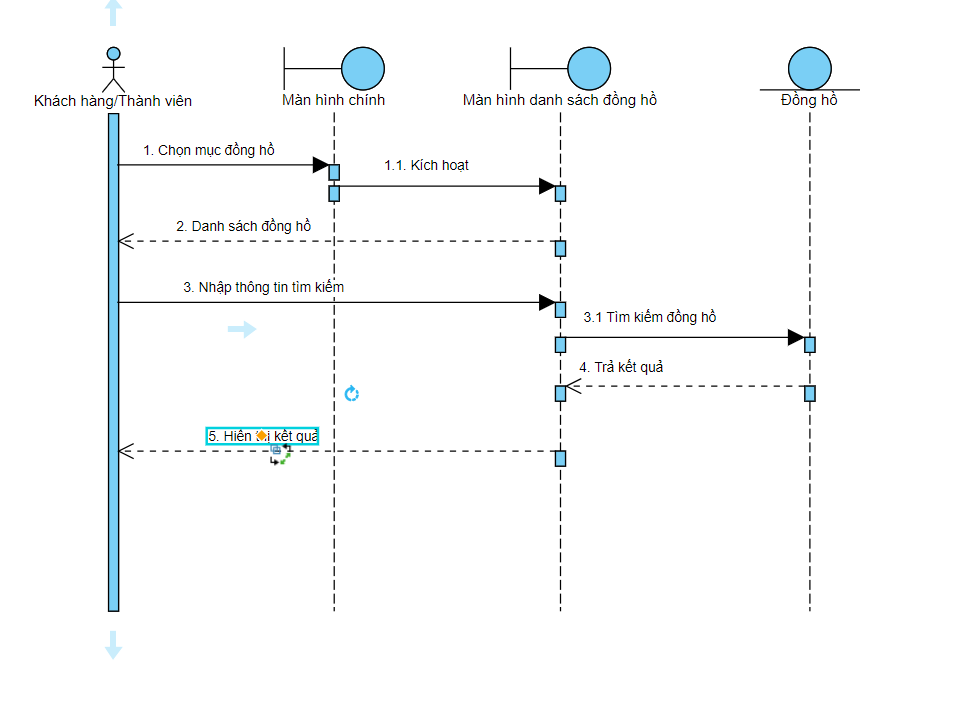 Khách hàng/Thành viên
Màn hình chính
Màn hình danh sách đồng hồ
Đồng hồ
1. Chọn mục đồng hồ
1.1. Kích hoạt
2. Danh sách đồng hồ
3. Nhập thông tin tìm kiếm
3.1 Tìm kiếm đồng hồ
4. Trả kết quả
5. Hiển thị kết quả